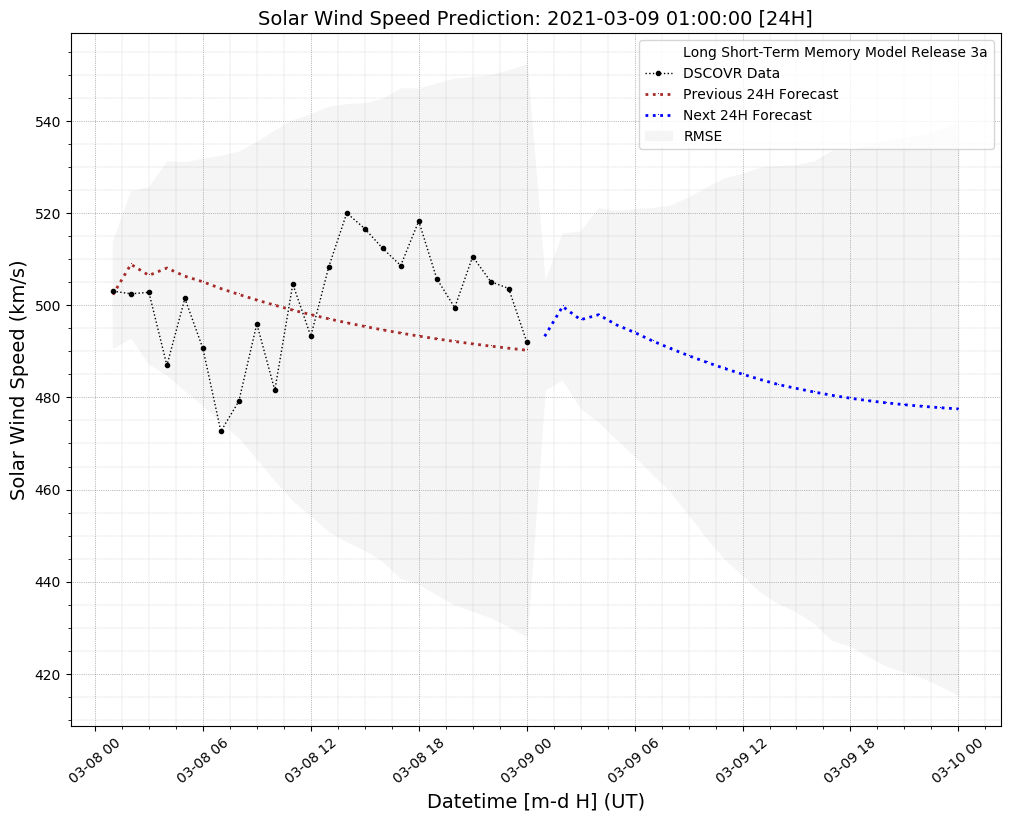 Solar Wind Speed Prediction: 2021-03-09 01:00:00 [24H]
Long Short-Term Memory Model Release 3a
DSCOVR Data
Previous 24H Forecast
Next 24H Forecast
RMSE
Solar Wind Speed (km/s)
540
520
500
480
460
440
420
03-08 00
03-08 06
03-08 12
03-08 18
03-09 00
03-09 06
03-09 12
03-09 18
03-10 00
Datetime [m-d H] (UT)